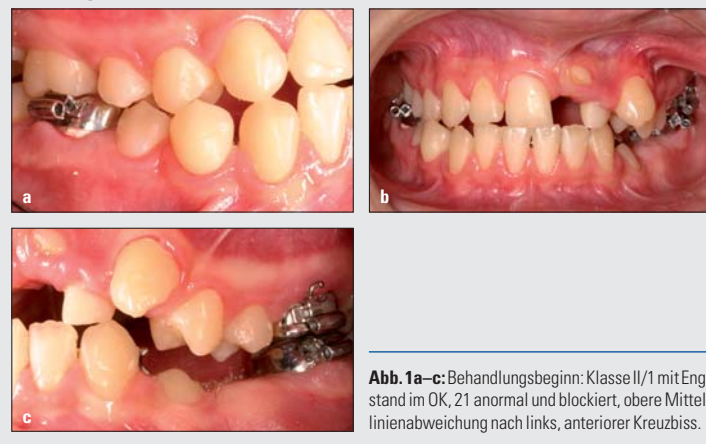 a
b
c
Abb. 1a–c: Behandlungsbeginn: Klasse II/1 mit Eng
stand im OK, 21 anormal und blockiert, obere Mittel
linienabweichung nach links, anteriorer Kreuzbiss.